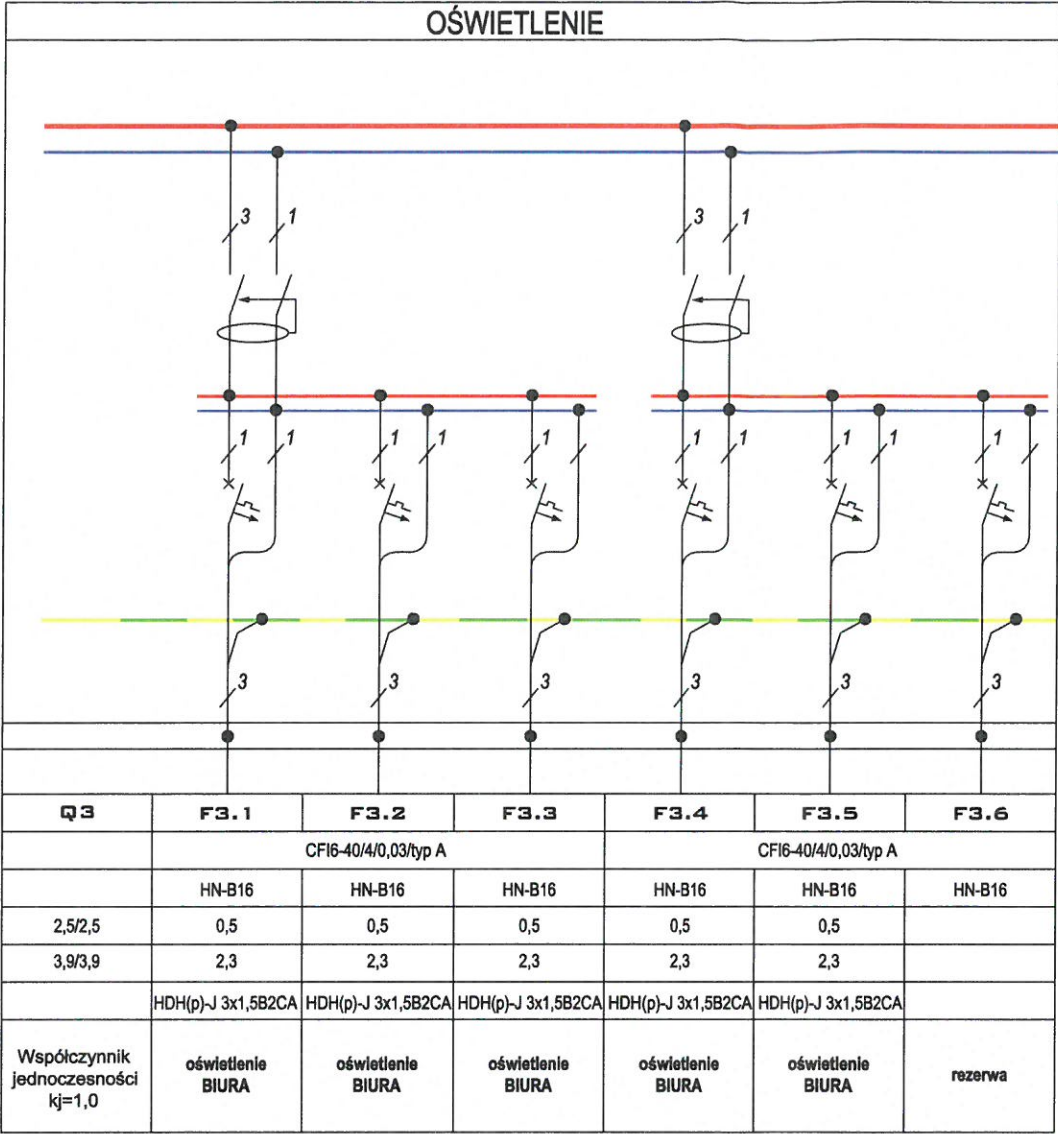 OŚWIETLENIE
3 1 3 1
1 1 1 1 1 1 1 1 1
3 3 3 3 3
Q3 F3.1 F3.2 F3.3 F3.4 F3.5 F3.6
CFI6-40/4/0,03/typ A CFI6-40/4/0,03/typ A
HN-B16 HN-B16 HN-B16 HN-B16 HN-B16 HN-B16
2,5/2,5 0,5 0,5 0,5 0,5 0,5
3,9/3,9 2,3 2,3 2,3 2,3 2,3
HDH(p)-J 3x1,5B2CA HDH(p)-J 3x1,5B2CA HDH(p)-J 3x1,5B2CA HDH(p)-J 3x1,5B2CA HDH(p)-J 3x1,5B2CA
Współczynnik
jednoczesności
kj=1,0
oświetlenie
BIURA
oświetlenie
BIURA
oświetlenie
BIURA
oświetlenie
BIURA
oświetlenie
BIURA
rezerwa